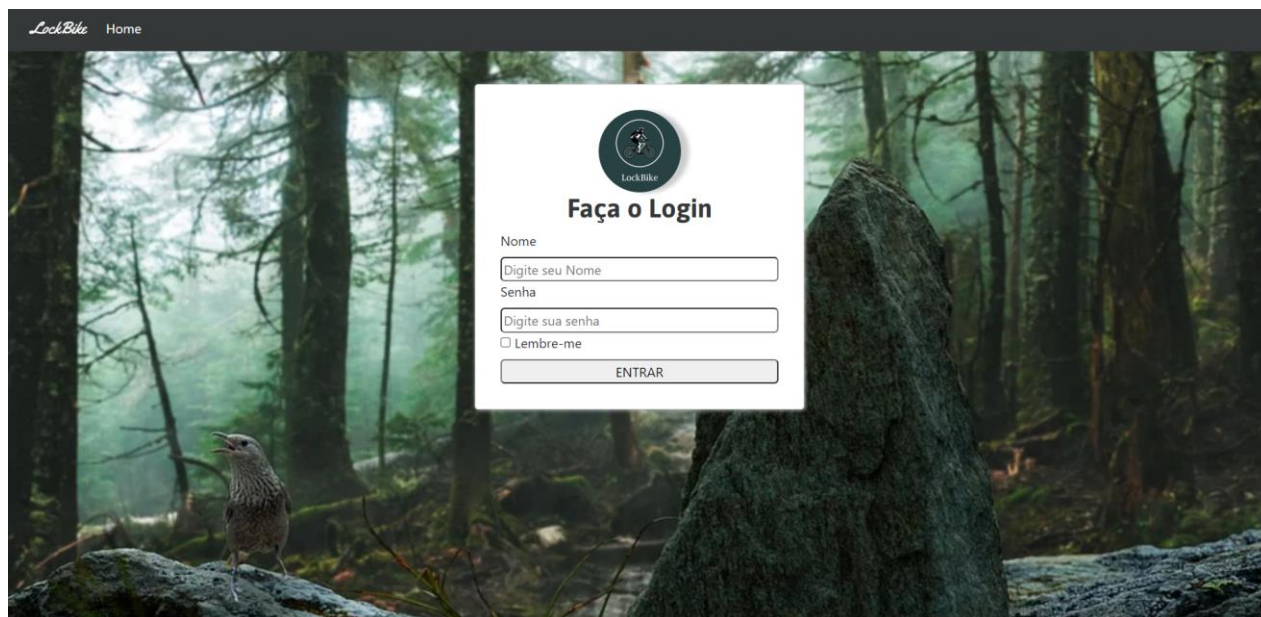 LockBike Home
LockBike
Faça o Login
Nome
Digite seu Nome
Senha
Digite sua senha
Lembre-me
ENTRAR